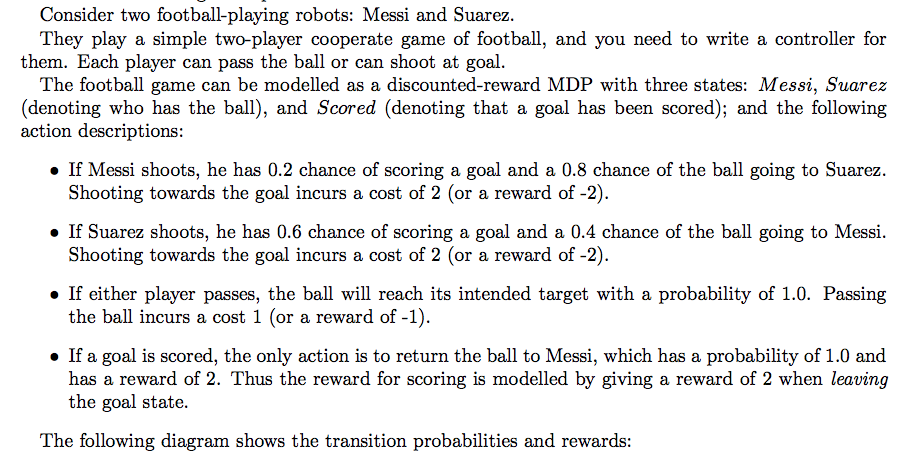 Consider two football-playing robots: Messi and Suarez.
They play a simple two-player cooperate game of football, and you need to write a controller for
them. Each player can pass the ball or can shoot at goal.
The football game can be modelled as a discounted-reward MDP with three states: Messi, Suarez
(denoting who has the ball), and Scored (denoting that a goal has been scored); and the following
action descriptions:
• If Messi shoots, he has 0.2 chance of scoring a goal and a 0.8 chance of the ball going to Suarez.
Shooting towards the goal incurs a cost of 2 (or a reward of -2).
• If Suarez shoots, he has 0.6 chance of scoring a goal and a 0.4 chance of the ball going to Messi.
Shooting towards the goal incurs a cost of 2 (or a reward of -2).
• If either player passes, the ball will reach its intended target with a probability of 1.0. Passing
the ball incurs a cost 1 (or a reward of -1).
• If a goal is scored, the only action is to return the ball to Messi, which has a probability of 1.0 and
has a reward of 2. Thus the reward for scoring is modelled by giving a reward of 2 when leaving
the goal state.
The following diagram shows the transition probabilities and rewards: